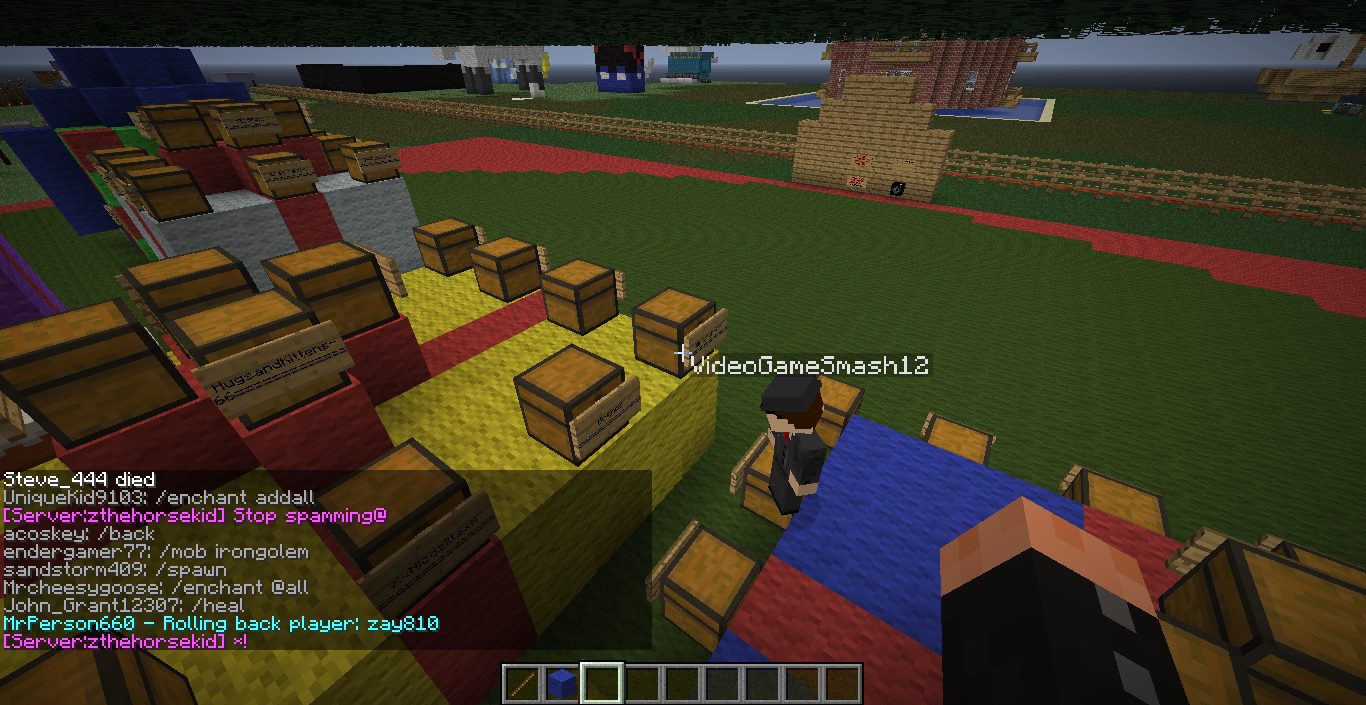 Hugsandkittens-
66
VideoGameSmash12
Steve_444 died
UniqueKid9103: /enchant addall
[Server:zthehorsekid] Stop spamming@
acoskey: /back
endergamer77: /mob irongolem
sandstorm409: /spawn
Mrcheesygoose: /enchant @all
John_Grant12307: /heal
MrPerson660 - Rolling back player: zay810
[Server:zthehorsekid] *!